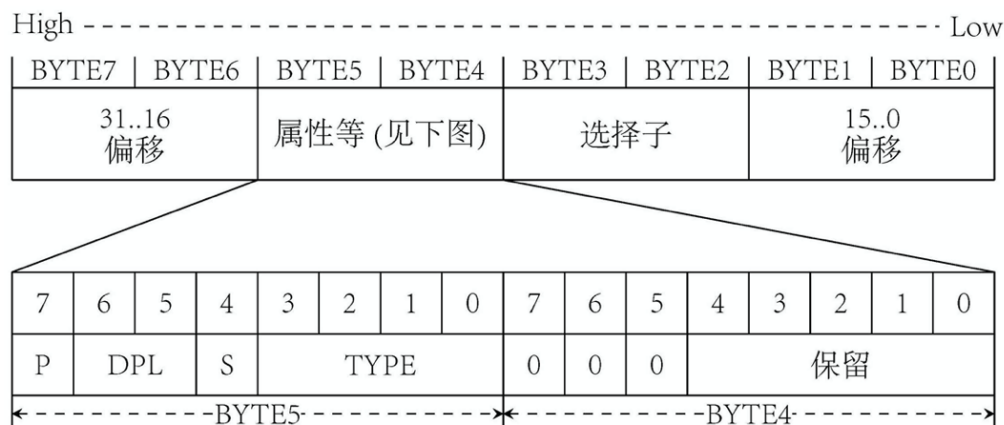 High Low
BYTE7 BYTE6 BYTE5 BYTE4 BYTE3 BYTE2 BYTE1 BYTE0
31..16
偏移
属性等 (见下图)
选择子
15..0
偏移
7 6 5 4 3 2 1 0 7 6 5 4 3 2 1 0
P DPL S TYPE 0 0 0 保留
BYTE5 BYTE4